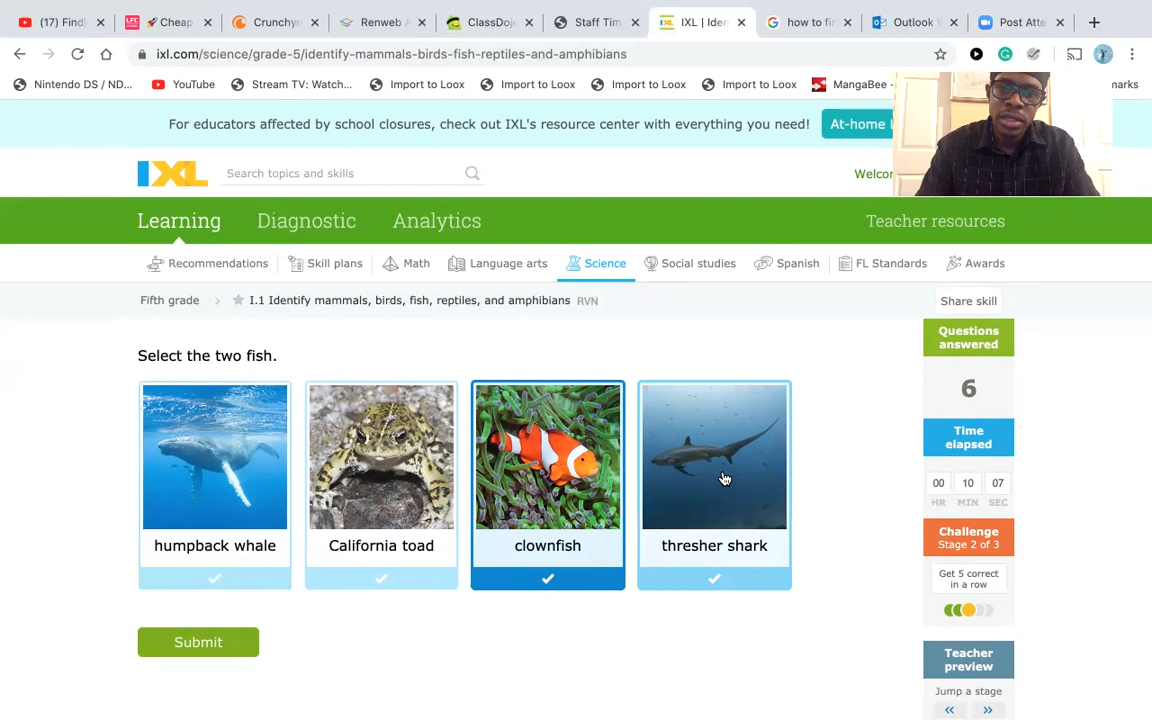 (17) Findi
Cheap
Crunchyr
Renweb A
ClassDojo
Staff Tim
IXL | Iden
how to fi
Outlook W
Post Atte
ixl.com/science/grade-5/identify-mammals-birds-fish-reptiles-and-amphibians
Nintendo DS / ND... YouTube Stream TV: Watch... Import to Loox Import to Loox Import to Loox Import to Loox MangaBee - marks
For educators affected by school closures, check out IXL's resource center with everything you need! At-home L
IXL Search topics and skills Welcon
Learning Diagnostic Analytics Teacher resources
Recommendations Skill plans Math Language arts Science Social studies Spanish FL Standards Awards
Fifth grade > I.1 Identify mammals, birds, fish, reptiles, and amphibians RVN Share skill
Select the two fish.
humpback whale California toad clownfish thresher shark
Submit
Questions
answered
6
Time
elapsed
00 10 07
HR MIN SEC
Challenge
Stage 2 of 3
Get 5 correct
in a row
Teacher
preview
Jump a stage
« »